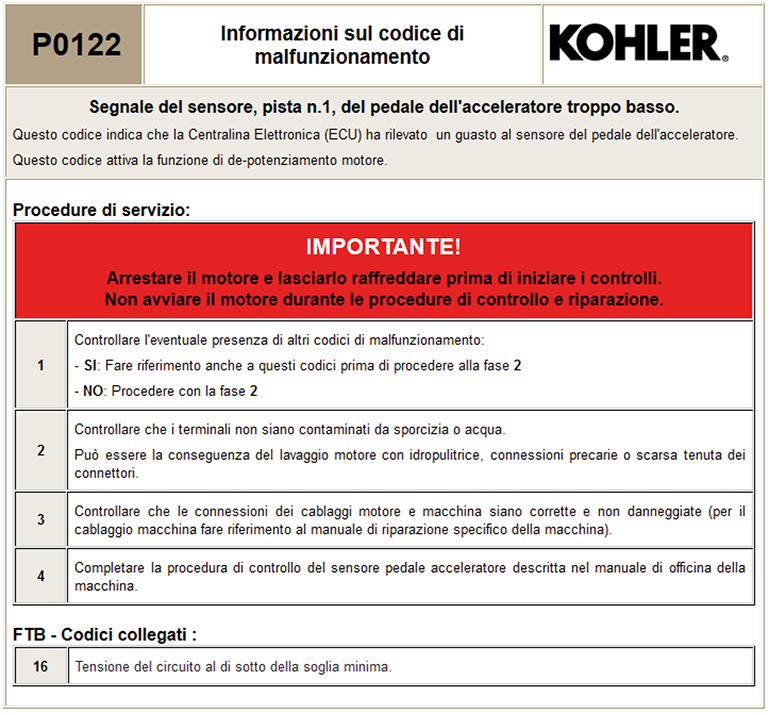 P0122
Informazioni sul codice di
malfunzionamento
KOHLER®
Segnale del sensore, pista n.1, del pedale dell'acceleratore troppo basso.
Questo codice indica che la Centralina Elettronica (ECU) ha rilevato un guasto al sensore del pedale dell'acceleratore.
Questo codice attiva la funzione di de-potenziamento motore.
Procedure di servizio:
IMPORTANTE!
Arrestare il motore e lasciarlo raffreddare prima di iniziare i controlli.
Non avviare il motore durante le procedure di controllo e riparazione.
1
Controllare l'eventuale presenza di altri codici di malfunzionamento:
- SI: Fare riferimento anche a questi codici prima di procedere alla fase 2
- NO: Procedere con la fase 2
2
Controllare che i terminali non siano contaminati da sporcizia o acqua.
Può essere la conseguenza del lavaggio motore con idropulitrice, connessioni precarie o scarsa tenuta dei
connettori.
3
Controllare che le connessioni dei cablaggi motore e macchina siano corrette e non danneggiate (per il
cablaggio macchina fare riferimento al manuale di riparazione specifico della macchina).
4
Completare la procedura di controllo del sensore pedale acceleratore descritta nel manuale di officina della
macchina.
FTB - Codici collegati :
16
Tensione del circuito al di sotto della soglia minima.